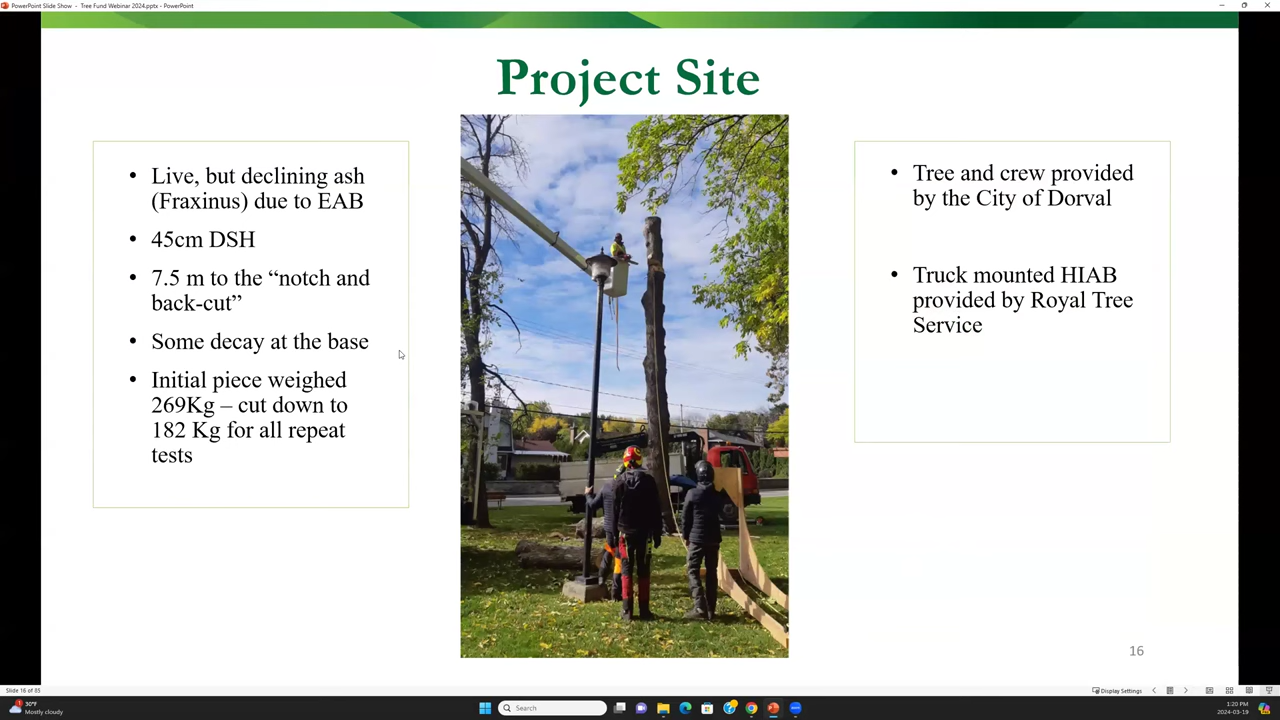 PowerPoint Slide Show - Tree Fund Webinar 2024.pptx - PowerPoint
Project Site
• Live, but declining ash
(Fraxinus) due to EAB
• 45cm DSH
• 7.5 m to the “notch and
back-cut”
• Some decay at the base
• Initial piece weighed
269Kg – cut down to
182 Kg for all repeat
tests
• Tree and crew provided
by the City of Dorval
• Truck mounted HIAB
provided by Royal Tree
Service
16
Slide 16 of 85
Display Settings
30°F
Mostly cloudy
Search
1:20 PM
2024-03-19